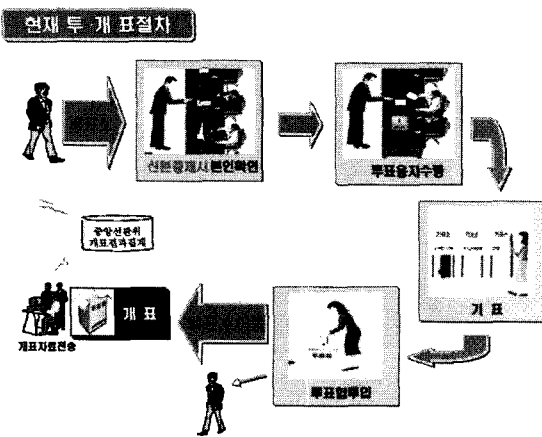 현재 투 개 표절차
신분증제시 본인확인
투표용지수령
기 표
투표함투입
개 표
개표자료전송
중앙선관위
개표결과집계